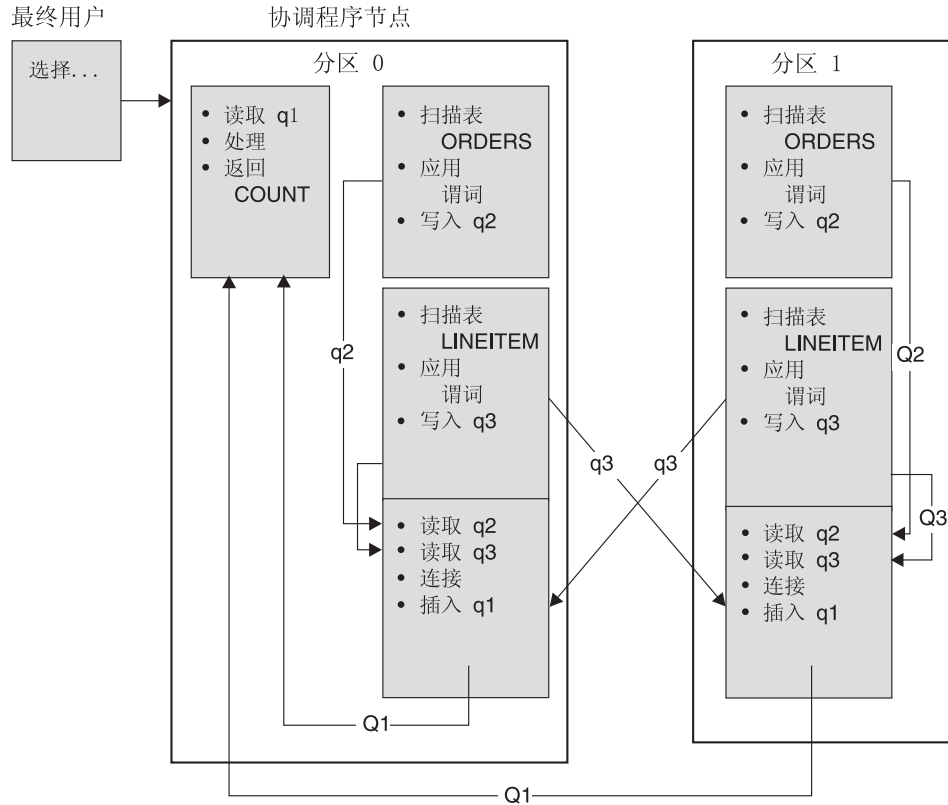 最终用户
选择...
协调程序节点
分区 0
• 读取 q1
• 处理
• 返回
COUNT
• 扫描表
ORDERS
• 应用
谓词
• 写入 q2
q2
• 扫描表
LINEITEM
• 应用
谓词
• 写入 q3
• 读取 q2
• 读取 q3
• 连接
• 插入 q1
Q1
q3
q3
分区 1
• 扫描表
ORDERS
• 应用
谓词
• 写入 q2
Q2
• 扫描表
LINEITEM
• 应用
谓词
• 写入 q3
Q3
• 读取 q2
• 读取 q3
• 连接
• 插入 q1
Q1